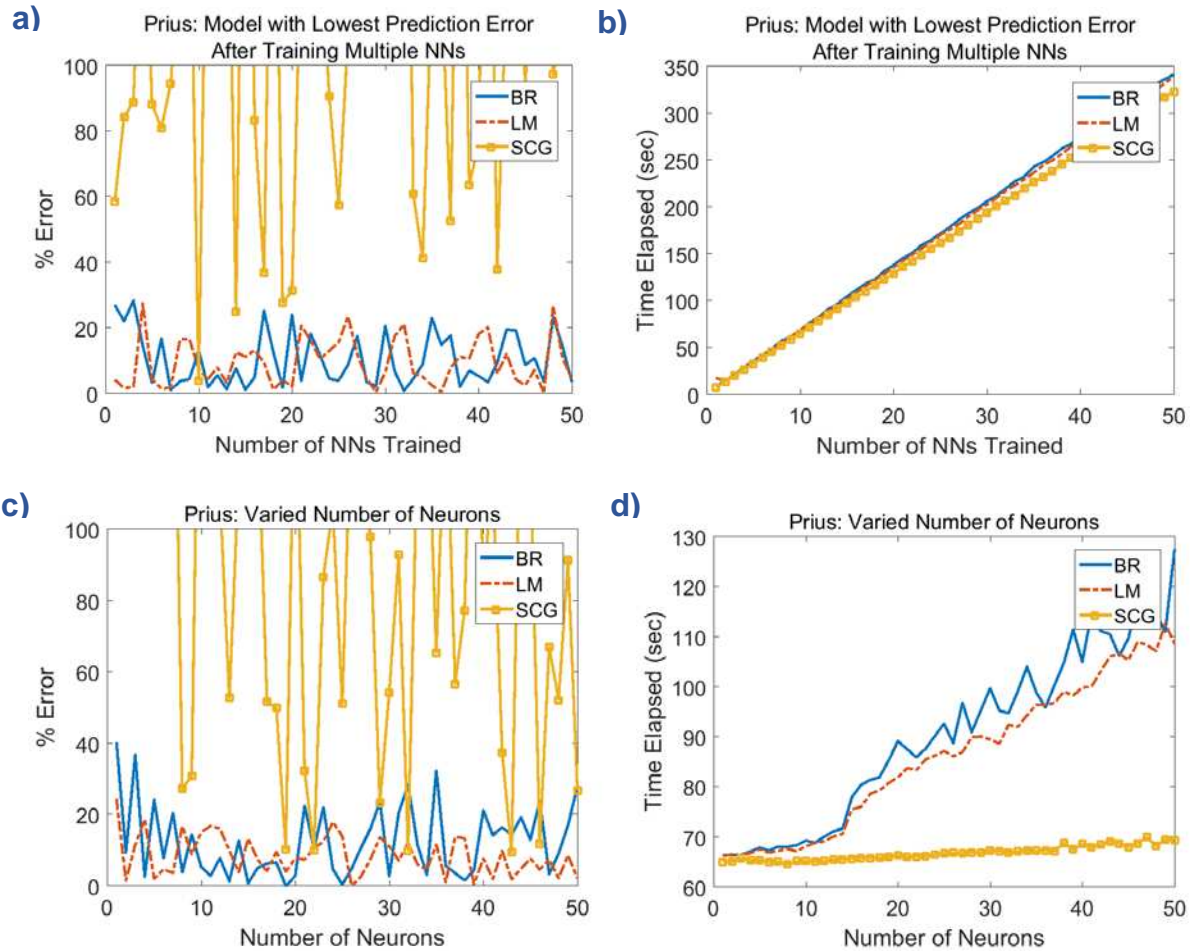 a)
Prius: Model with Lowest Prediction Error
After Training Multiple NNs
100
80
60
40
20
0
% Error
BR
LM
SCG
0 10 20 30 40 50
Number of NNs Trained
b)
Prius: Model with Lowest Prediction Error
After Training Multiple NNs
350
300
250
200
150
100
50
0
Time Elapsed (sec)
BR
LM
SCG
0 10 20 30 40 50
Number of NNs Trained
c)
Prius: Varied Number of Neurons
100
80
60
40
20
0
% Error
BR
LM
SCG
0 10 20 30 40 50
Number of Neurons
d)
Prius: Varied Number of Neurons
130
120
110
100
90
80
70
60
Time Elapsed (sec)
BR
LM
SCG
0 10 20 30 40 50
Number of Neurons